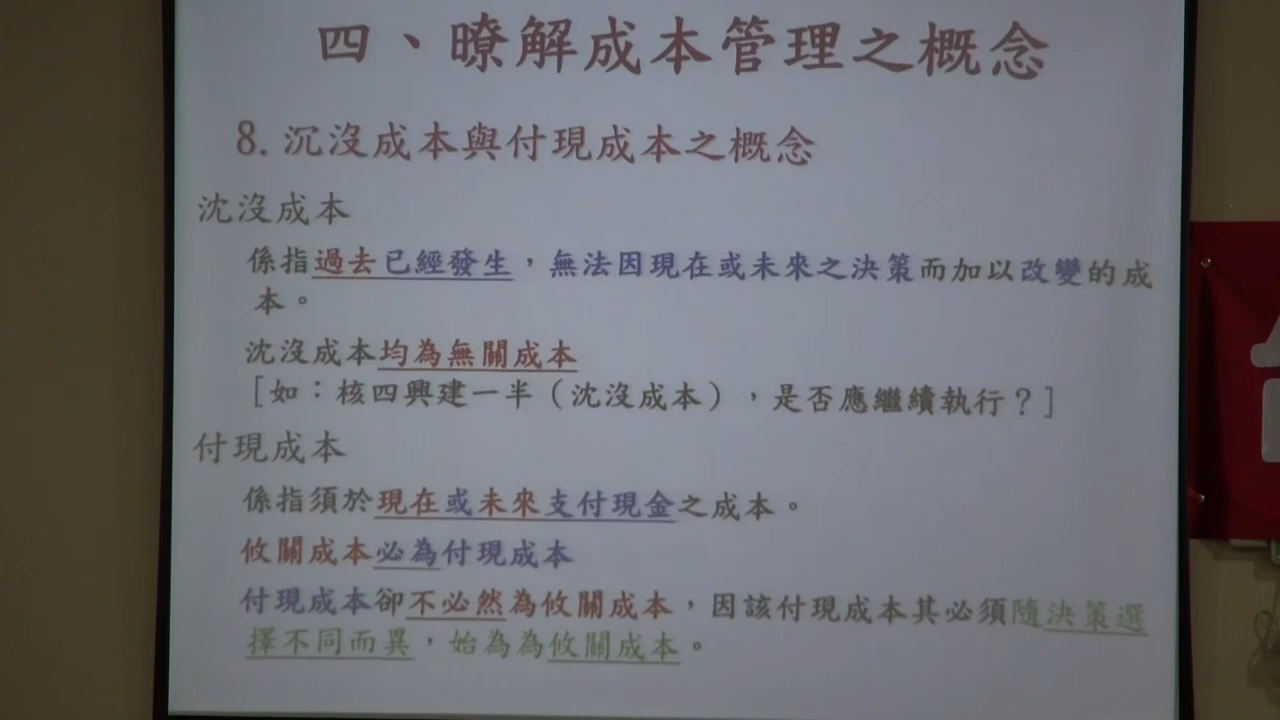 四、瞭解成本管理之概念
8. 沉沒成本與付現成本之概念
沈沒成本
係指過去已經發生，無法因現在或未來之決策而加以改變的成
本。
沈沒成本均為無關成本
[如：核四興建一半（沈沒成本），是否應繼續執行？]
付現成本
係指須於現在或未來支付現金之成本。
攸關成本必為付現成本
付現成本卻不必然為攸關成本，因該付現成本其必須隨決策選
擇不同而異，始為為攸關成本。